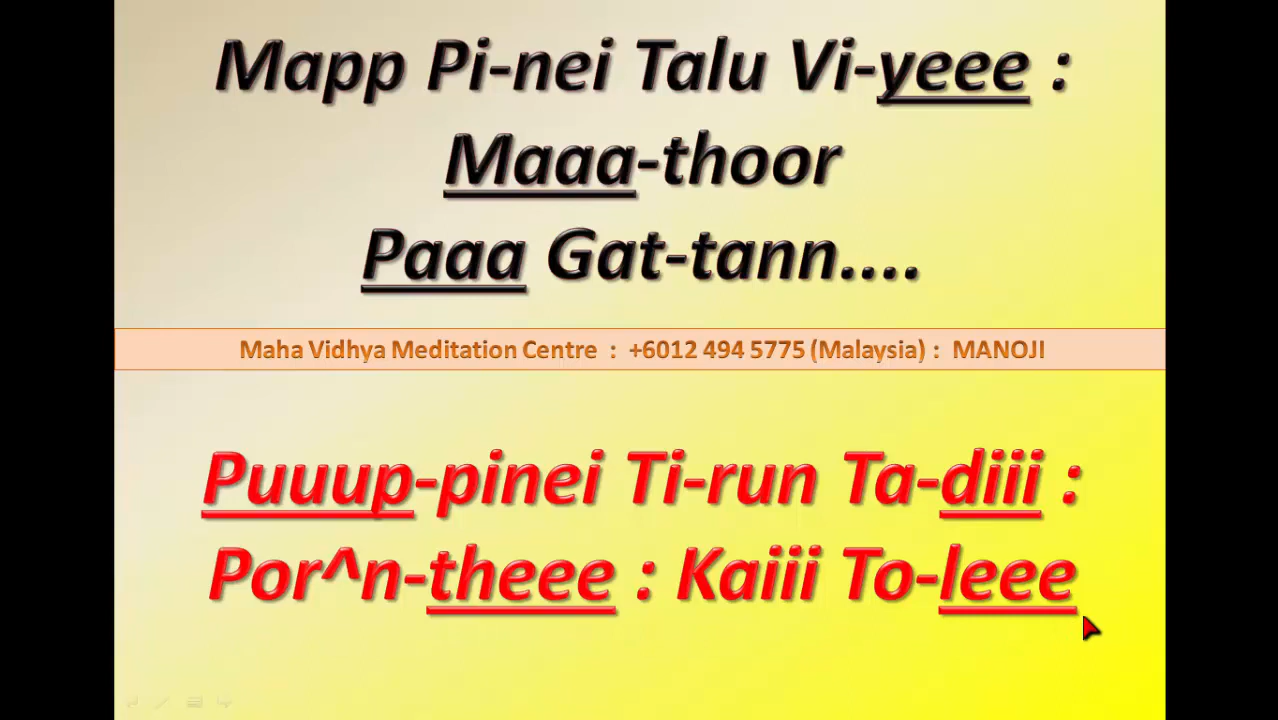 Mapp Pi-nei Talu Vi-yeee :
Maaa-thoor
Paaa Gat-tann....
Maha Vidhya Meditation Centre : +6012 494 5775 (Malaysia) : MANOJI
Puuup-pinei Ti-run Ta-diii :
Por^n-theee : Kaiii To-leee